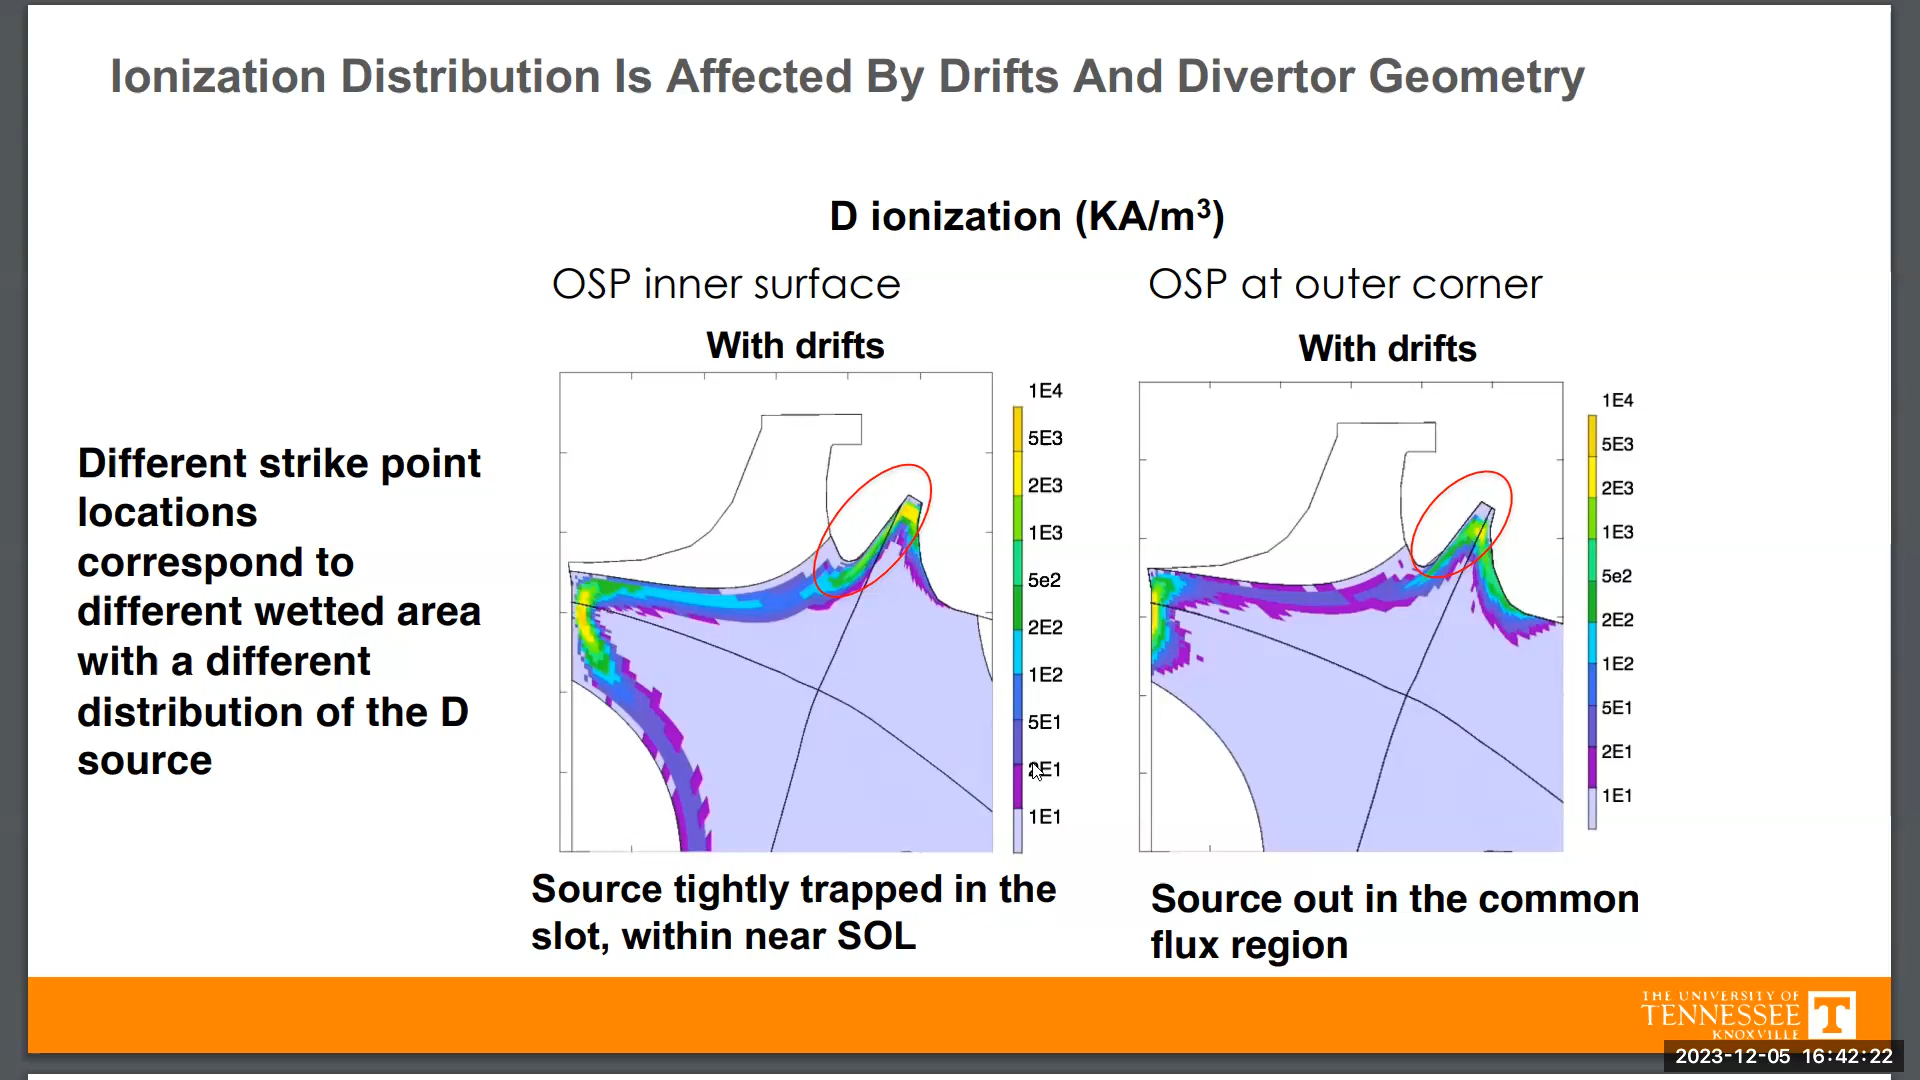 Ionization Distribution Is Affected By Drifts And Divertor Geometry
D ionization (KA/m³)
OSP inner surface
With drifts
1E4
5E3
2E3
1E3
5e2
2E2
1E2
5E1
2E1
1E1
OSP at outer corner
With drifts
1E4
5E3
2E3
1E3
5e2
2E2
1E2
5E1
2E1
1E1
Different strike point
locations
correspond to
different wetted area
with a different
distribution of the D
source
Source tightly trapped in the
slot, within near SOL
Source out in the common
flux region
THE UNIVERSITY OF
TENNESSEE
KNOXVILLE
T
2023-12-05 16:42:22